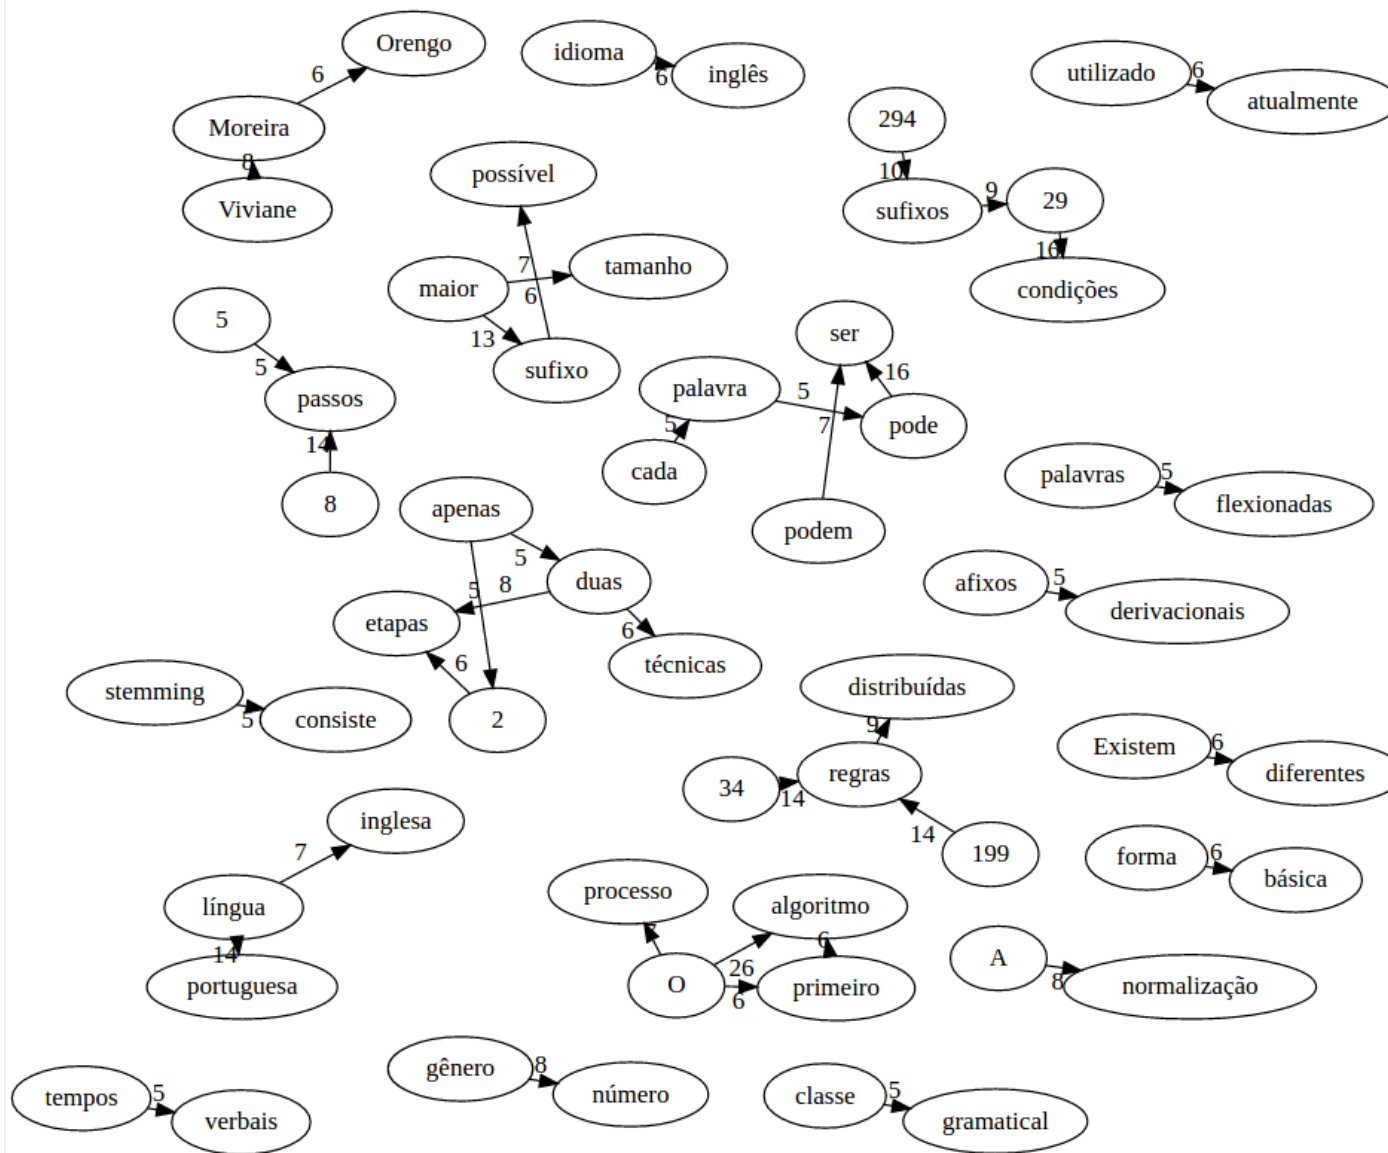 Orengo
idioma
6
inglês
utilizado
6
atualmente
6
Moreira
8
Viviane
294
10
sufixos
9
29
16
condições
possível
maior
7
tamanho
6
13
sufixo
5
5
passos
14
8
ser
palavra
5
16
7
pode
5
cada
podem
palavras
5
flexionadas
apenas
5
duas
5
8
etapas
6
técnicas
6
2
afixos
5
derivacionais
stemming
5
consiste
distribuídas
9
regras
34
14
14
199
Existem
6
diferentes
forma
6
básica
inglesa
7
língua
14
portuguesa
processo
7
algoritmo
6
O
26
6
primeiro
A
8
normalização
tempos
5
verbais
gênero
8
número
classe
5
gramatical